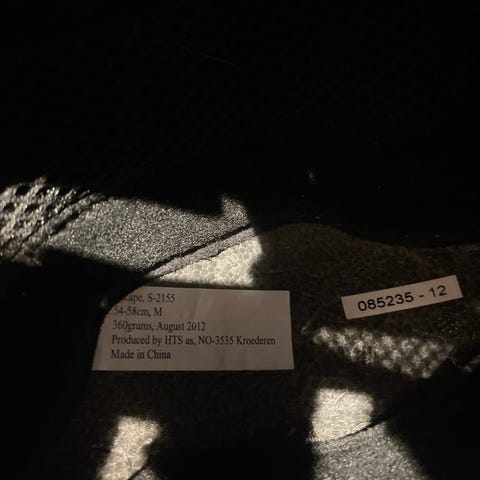 cape, S-2155
54-58cm, M
360grams, August 2012
Produced by HTS as, NO-3535 Kroederen
Made in China
085235 - 12